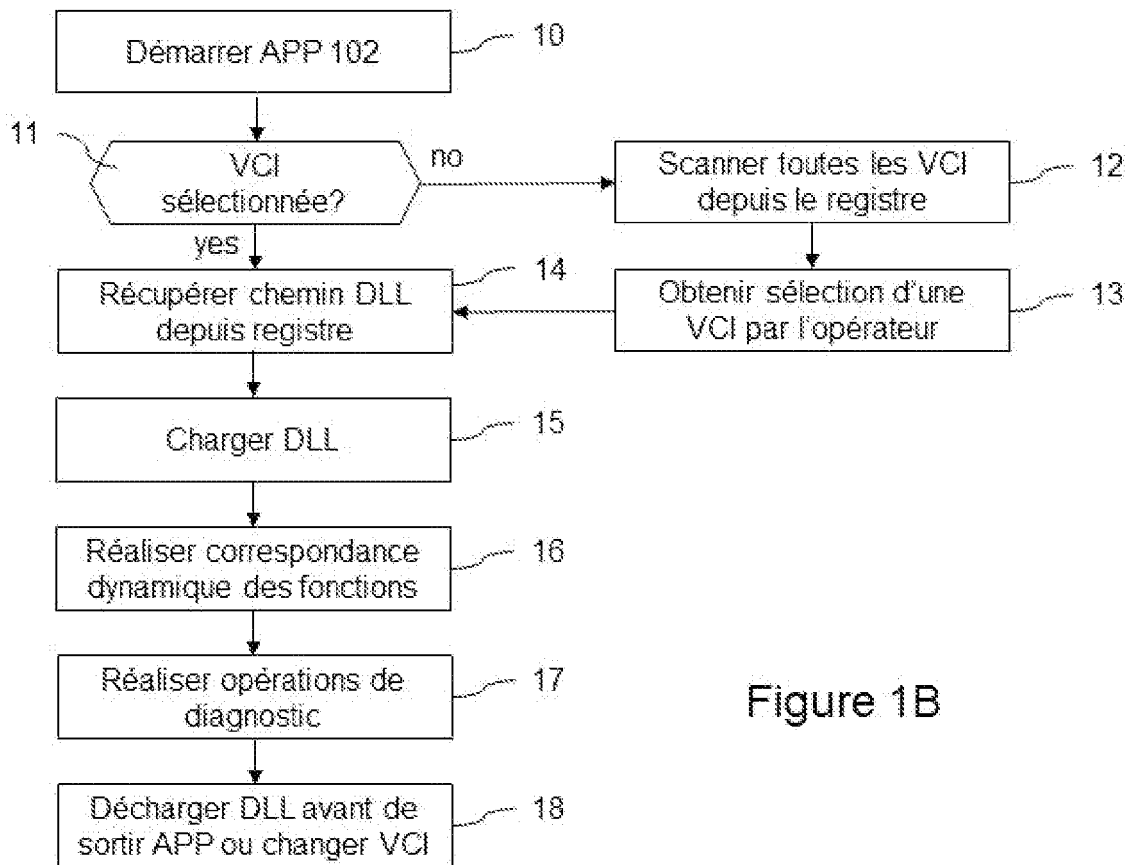 Démarrer APP 102
10
11
VCI
sélectionnée?
no
yes
Scanner toutes les VCI
depuis le registre
12
Récupérer chemin DLL
depuis registre
14
Obtenir sélection d'une
VCI par l'opérateur
13
Charger DLL
15
Réaliser correspondance
dynamique des fonctions
16
Réaliser opérations de
diagnostic
17
Figure 1B
Décharger DLL avant de
sortir APP ou changer VCI
18